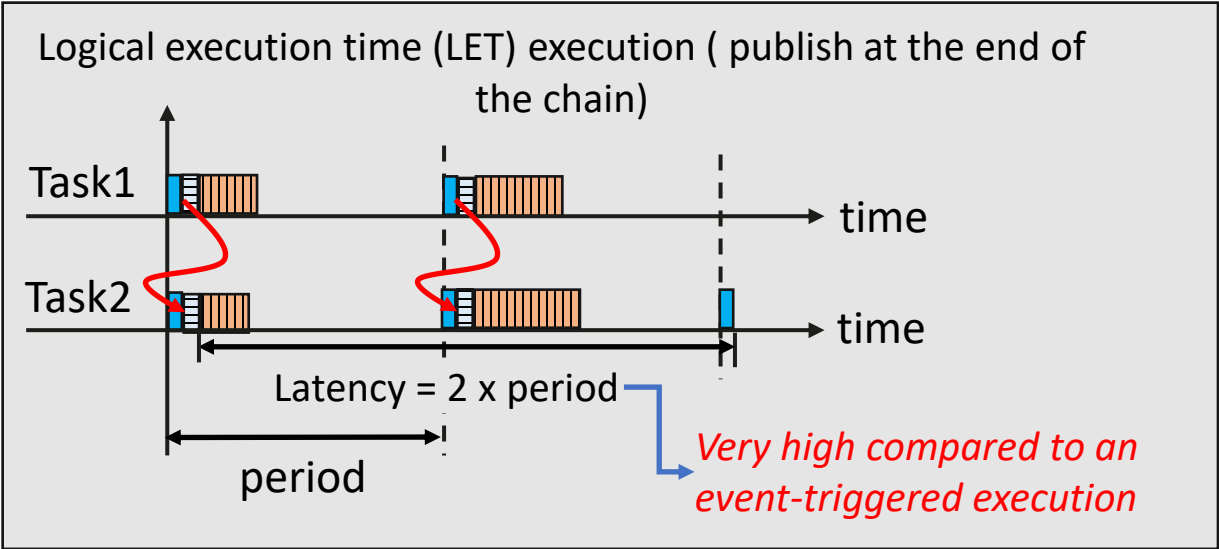 Logical execution time (LET) execution ( publish at the end of
the chain)
Task1
time
Task2
time
Latency = 2 x period
period
Very high compared to an
event-triggered execution